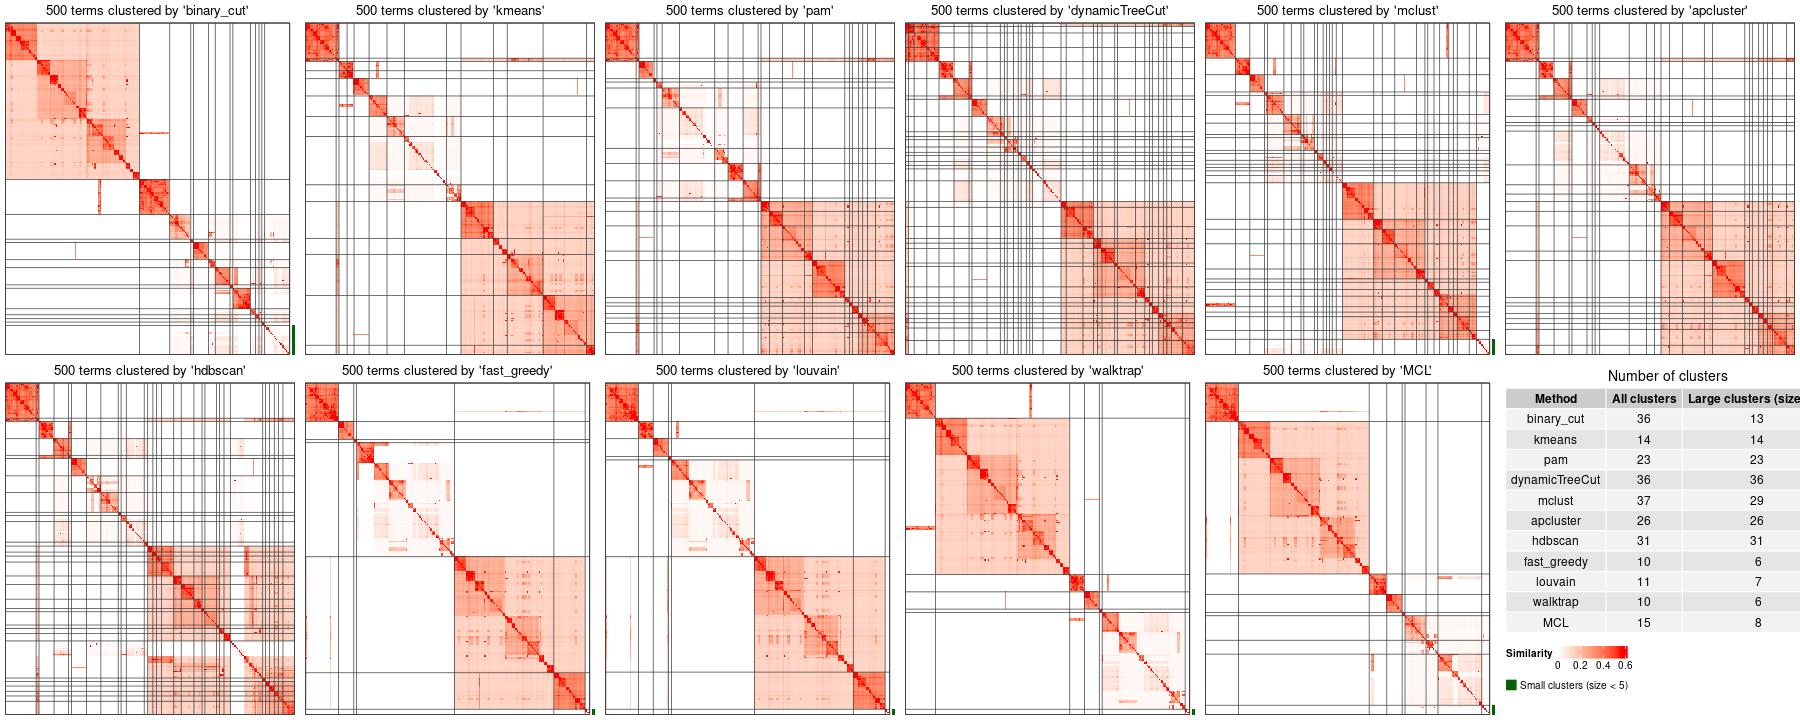 500 terms clustered by 'binary_cut'
500 terms clustered by 'kmeans'
500 terms clustered by 'pam'
500 terms clustered by 'dynamicTreeCut'
500 terms clustered by 'mclust'
500 terms clustered by 'apcluster'
500 terms clustered by 'hdbscan'
500 terms clustered by 'fast_greedy'
500 terms clustered by 'louvain'
500 terms clustered by 'walktrap'
500 terms clustered by 'MCL'
Number of clusters
Method All clusters Large clusters (size
binary_cut 36 13
kmeans 14 14
pam 23 23
dynamicTreeCut 36 36
mclust 37 29
apcluster 26 26
hdbscan 31 31
fast_greedy 10 6
louvain 11 7
walktrap 10 6
MCL 15 8
Similarity
0 0.2 0.4 0.6
Small clusters (size < 5)